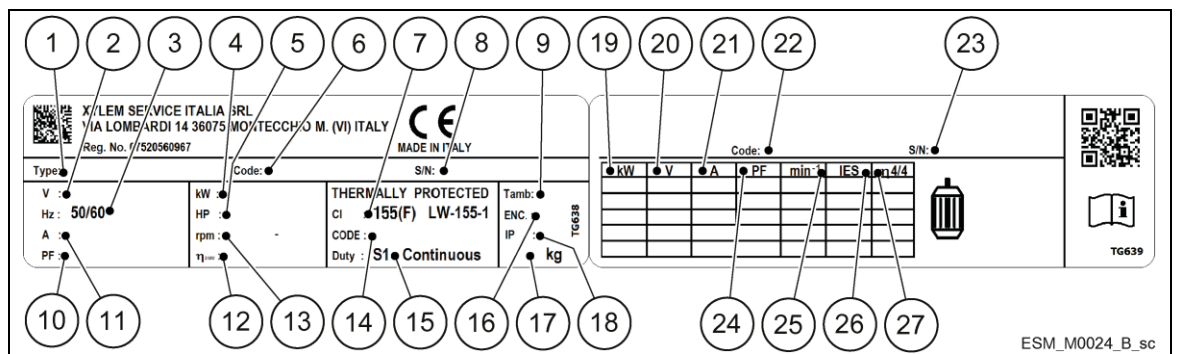 1 2 3 4 5 6 7 8 9 19 20 21 22 23
XYLEM SERVICE ITALIA SRL
VIA LOMBARDI 14 36075 MONTECCHIO M. (VI) ITALY
Reg. No. 07520560967
CE
MADE IN ITALY
Type: Code: S/N:
V : kW : THERMALLY PROTECTED Tamb:
Hz : 50/60 HP : Cl : 155(F) LW-155-1 ENC. :
A : rpm : - CODE : IP :
PF : η : Duty : S1 Continuous kg
TG638
Code: S/N:
kW V A PF min-1 IES η4/4
i
TG639
10 11 12 13 14 15 16 17 18 24 25 26 27
ESM_M0024_B_sc